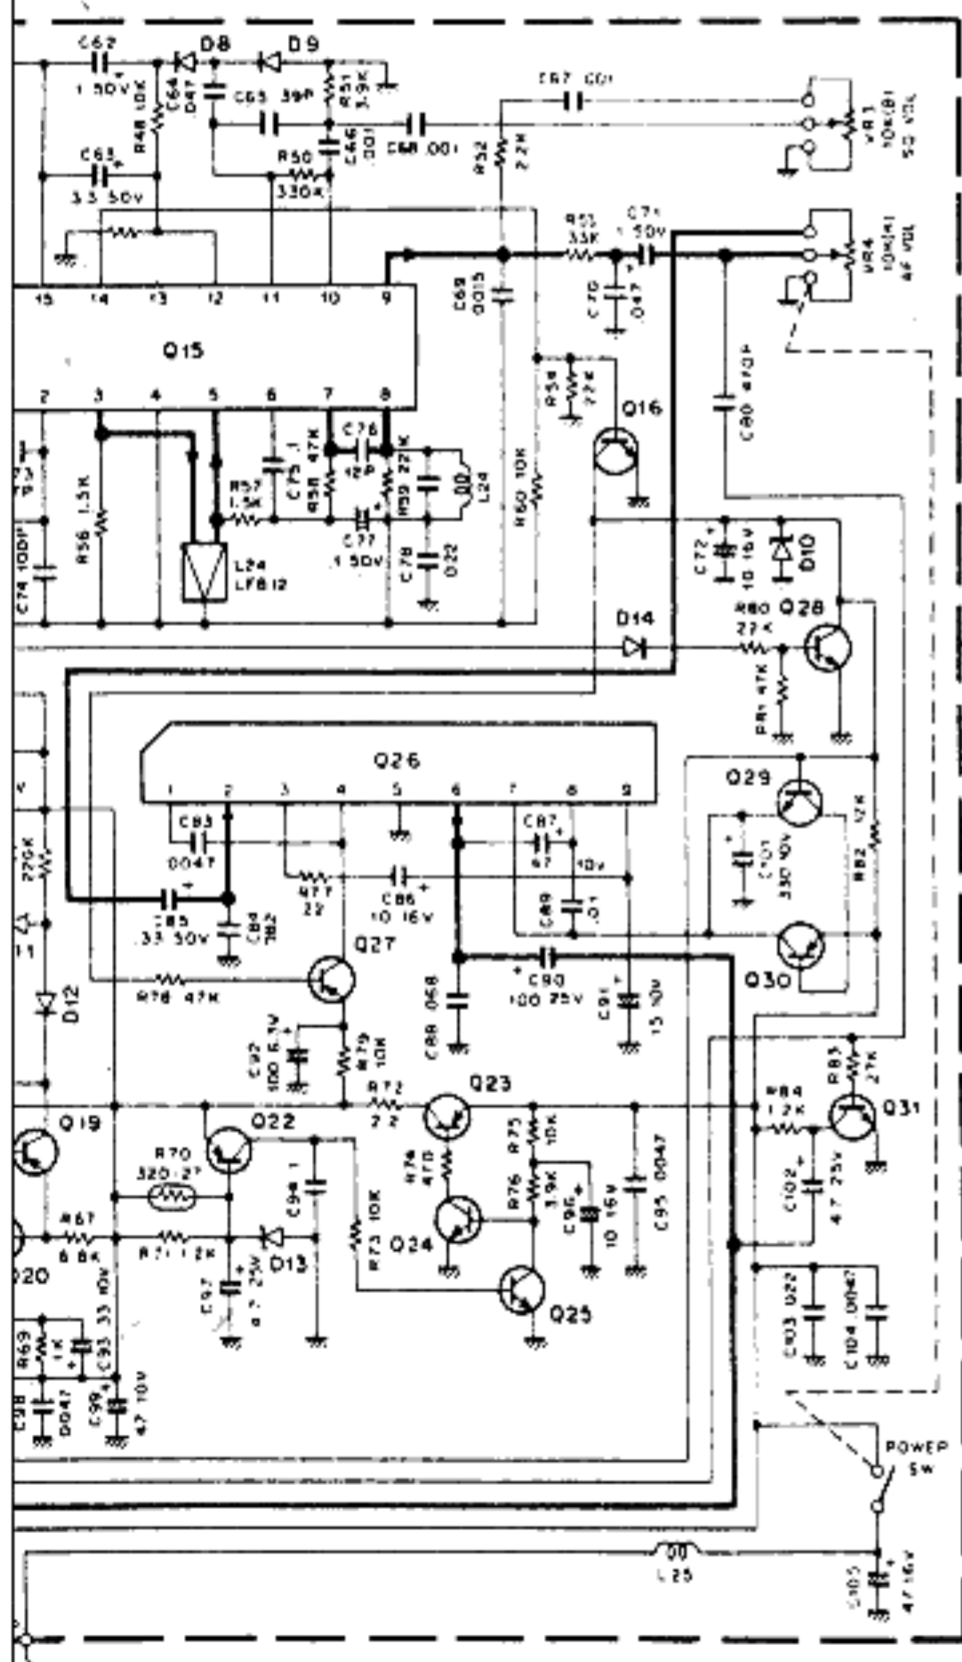 C62
1 50V
D8
D9
C64
.047
R51
3.9K
C67 .001
C65
39P
R48 10K
C66
.001
C68 .001
R52
2.2K
VR3
10K(B)
SQ VOL
R50
330K
C63
3.3 50V
R53
33K
C71
1 50V
VR4
10K(A)
AF VOL
15 14 13 12 11 10 9
C69
.0015
C70
.047
Q15
2 3 4 5 6 7 8
R54
22K
C80 470P
Q16
C76
R58 47K
C75 .1
R59 22K
L24
R60 10K
R56 1.5K
R57
1.5K
C77
1 50V
C78
.022
C74 100P
L24
LFB12
C72
10 16V
D10
D14
R80
22K
Q28
R81 47K
Q26
1 2 3 4 5 6 7 8 9
Q29
C83
.0047
C87
47
10V
C101
330 10V
R82
12K
R77
22
C86
10 16V
C89
.01
C85
.33 50V
C84
Q27
Q30
C90
100 25V
R78 47K
D12
C88 .068
C91
15 10V
C92
100 6.3V
R79
10K
R83
27K
R72
2.2
Q23
R84
1.2K
Q31
Q19
Q22
R70
320-27
C94 1
R74
470
R75
10K
R76
3.9K
C96
10 16V
C95 .0047
C102
4.7 25V
R67
6.8K
R71 1.2K
D13
R73 10K
Q24
Q25
C97
4.7 25V
R69
1K
C93 33 10V
C98
.0047
C99
47 10V
C103 .022
C104 .0047
POWER
SW
L25
C105
47 16V